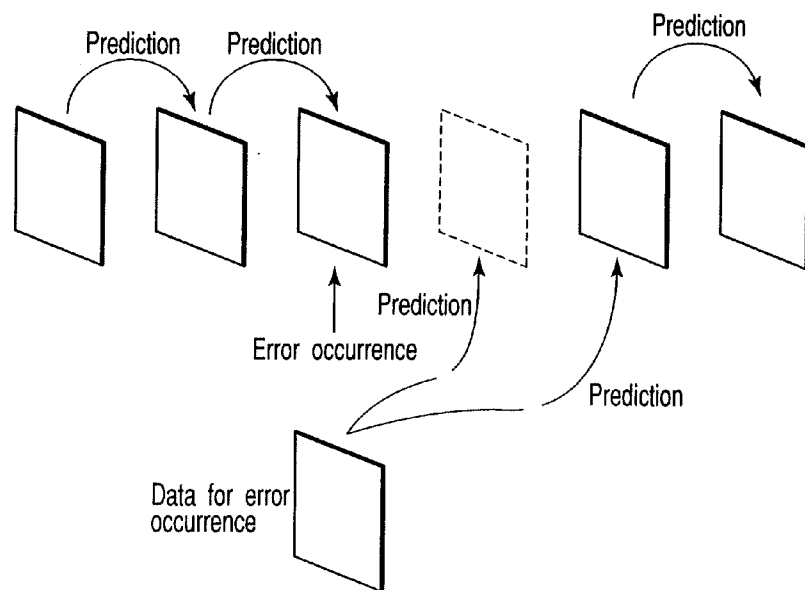 Prediction
Prediction
Prediction
Prediction
Error occurrence
Prediction
Data for error
occurrence